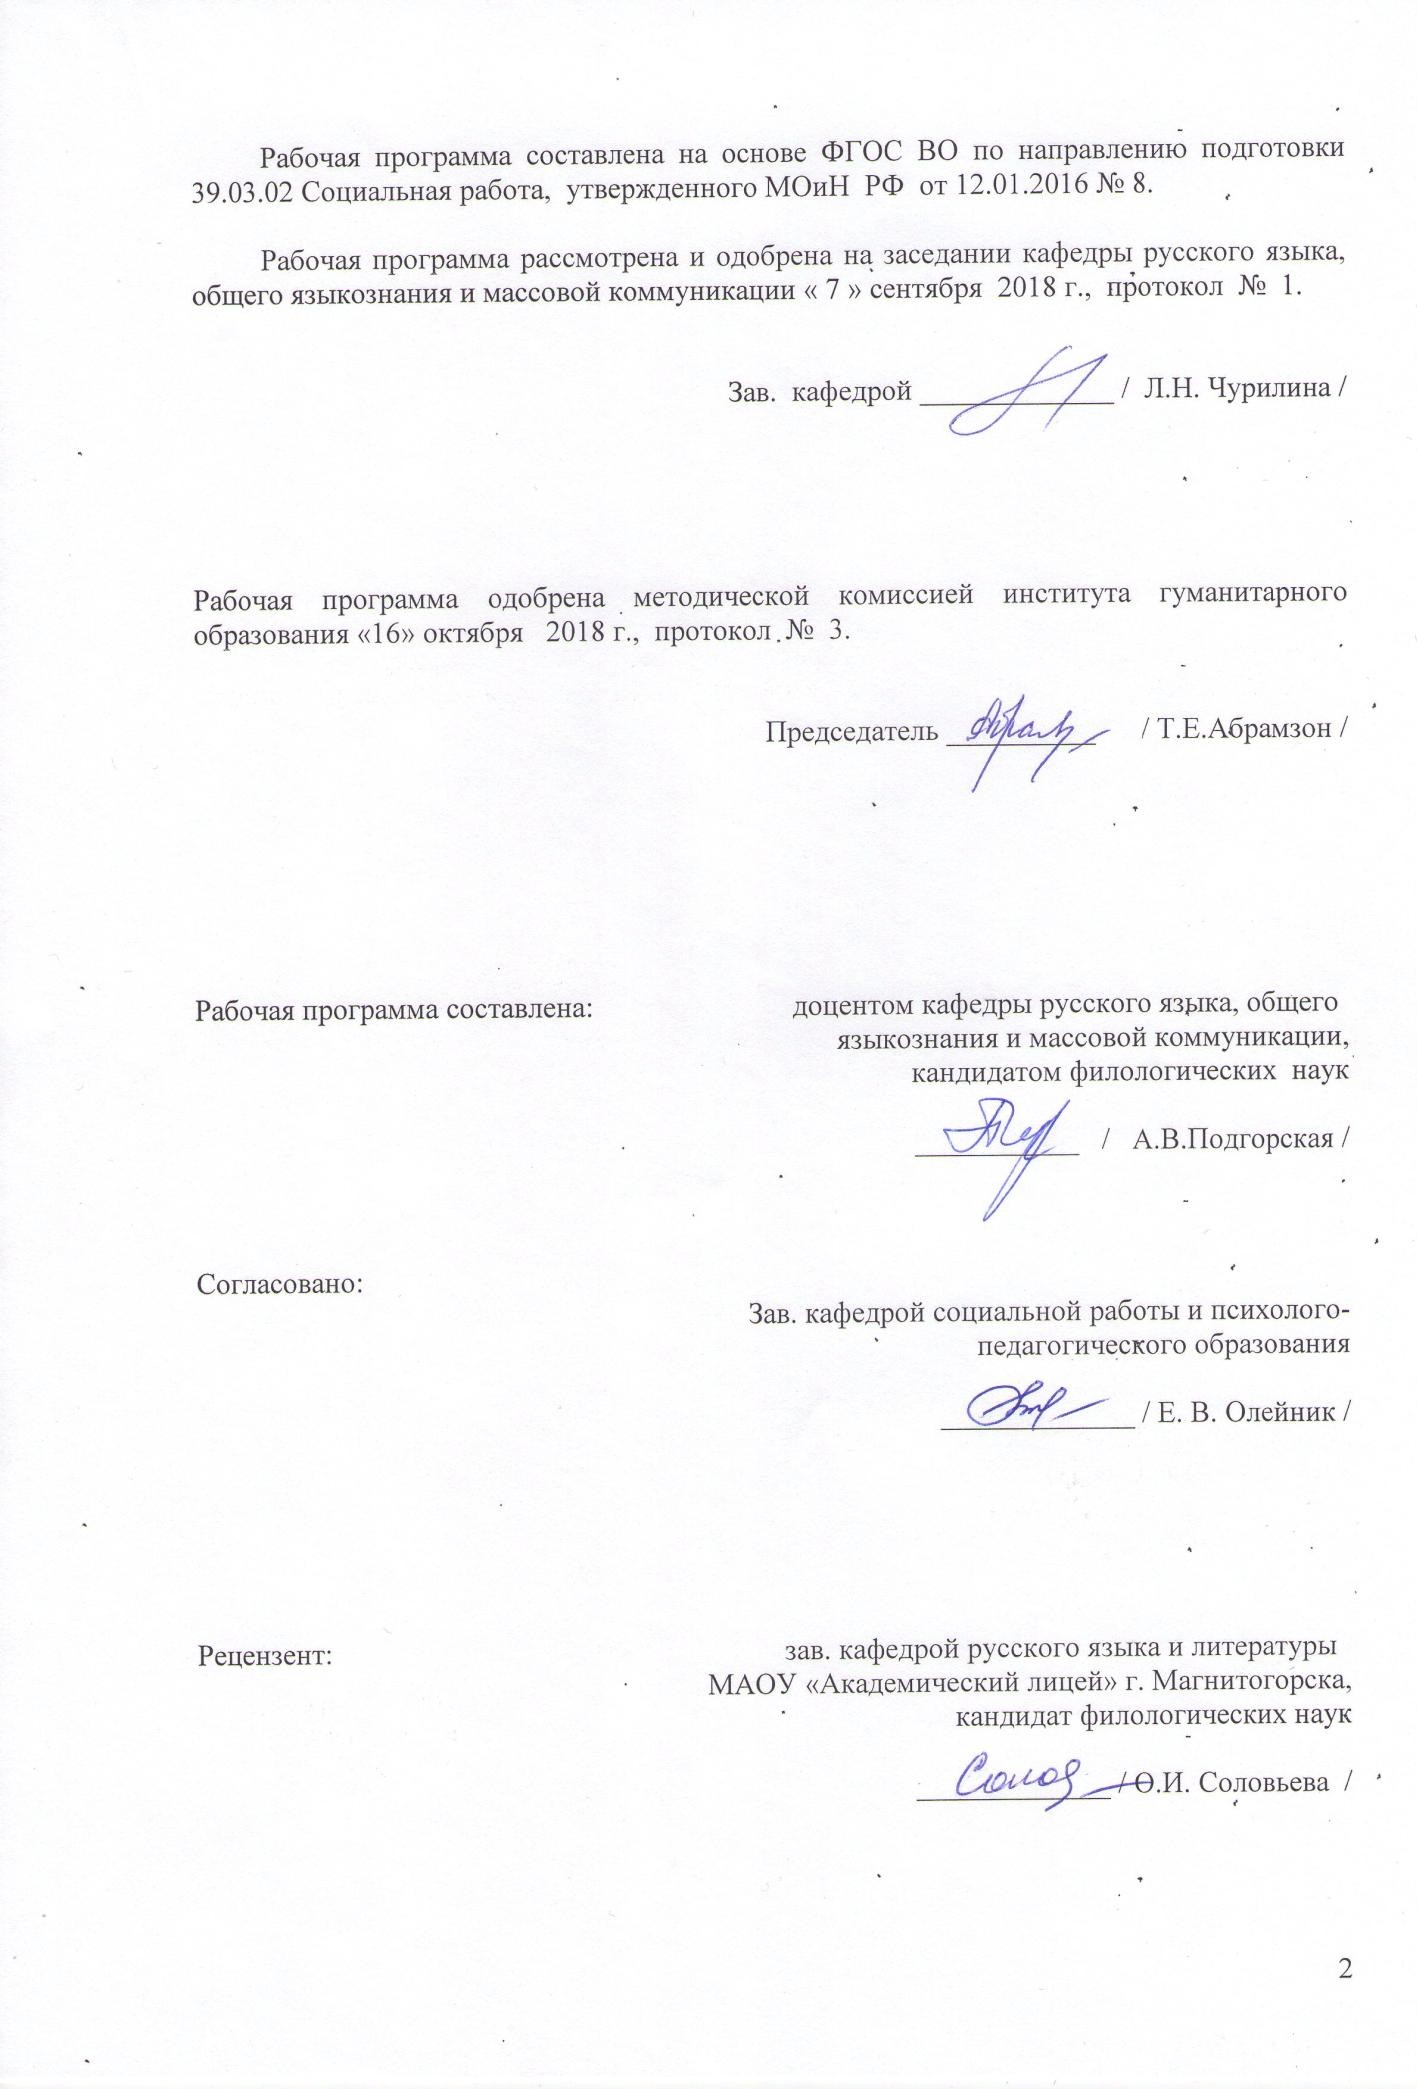 Рабочая программа составлена на основе ФГОС ВО по направлению подготовки
39.03.02 Социальная работа, утвержденного МОиН РФ от 12.01.2016 № 8.
Рабочая программа рассмотрена и одобрена на заседании кафедры русского языка,
общего языкознания и массовой коммуникации « 7 » сентября 2018 г., протокол № 1.
Зав. кафедрой ______________ / Л.Н. Чурилина /
Рабочая программа одобрена методической комиссией института гуманитарного
образования «16» октября 2018 г., протокол № 3.
Председатель ___________ / Т.Е.Абрамзон /
Рабочая программа составлена: доцентом кафедры русского языка, общего
языкознания и массовой коммуникации,
кандидатом филологических наук
____________ / А.В.Подгорская /
Согласовано:
Зав. кафедрой социальной работы и психолого-
педагогического образования
______________ / Е. В. Олейник /
Рецензент: зав. кафедрой русского языка и литературы
МАОУ «Академический лицей» г. Магнитогорска,
кандидат филологических наук
______________ / О.И. Соловьева /
2